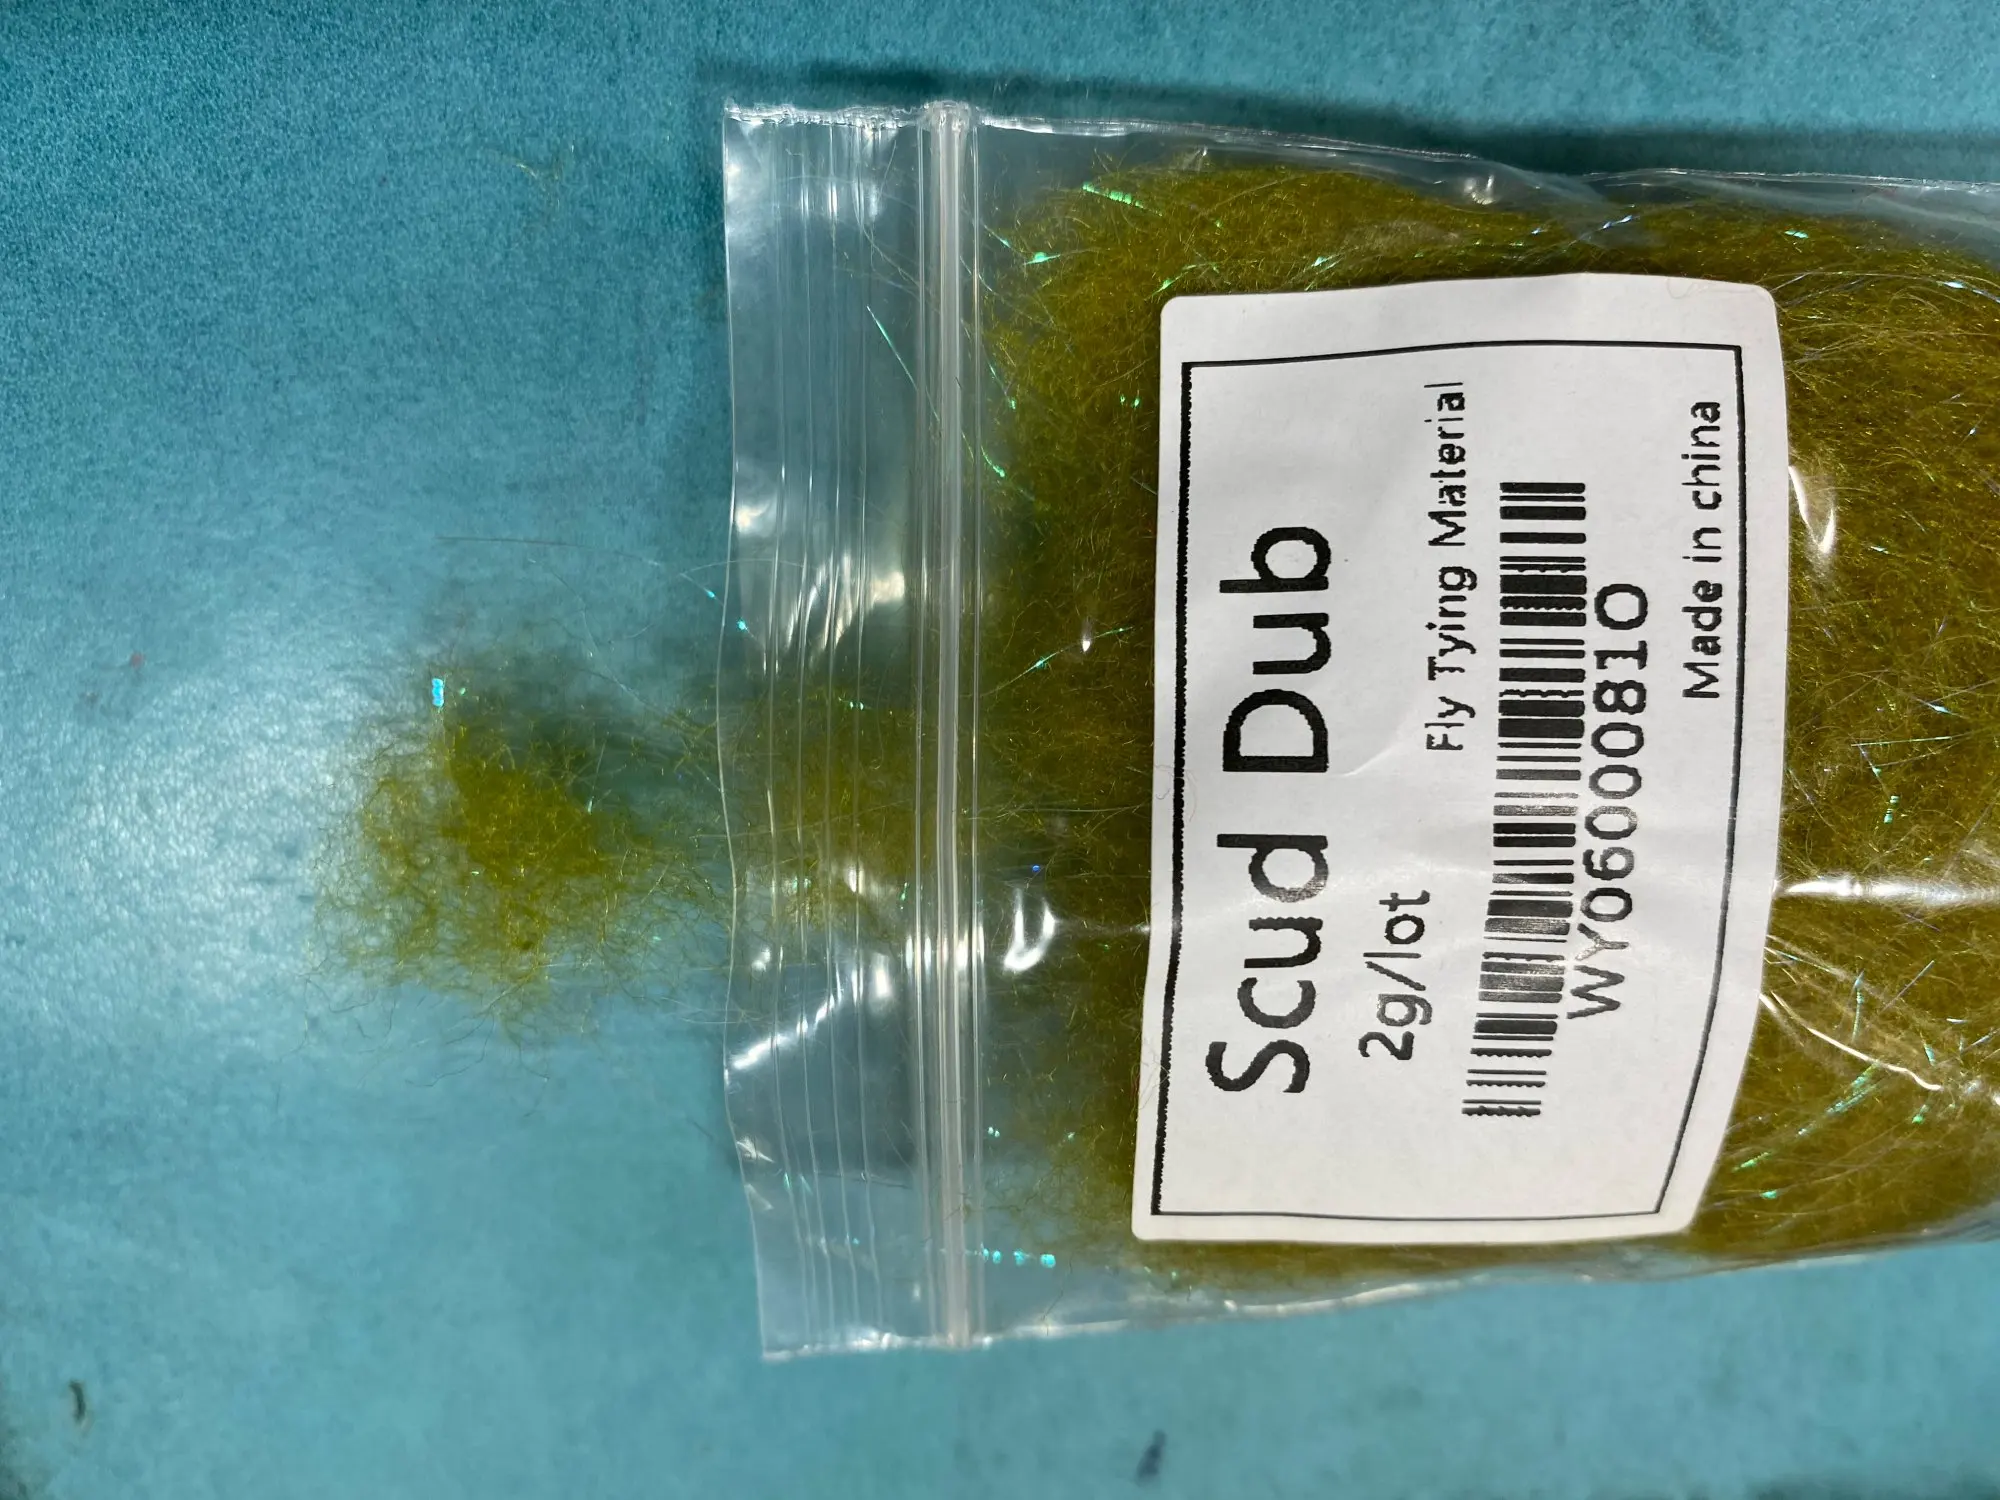 Scud Dub
2g/lot
Fly Tying Material
WY06000810
Made in china